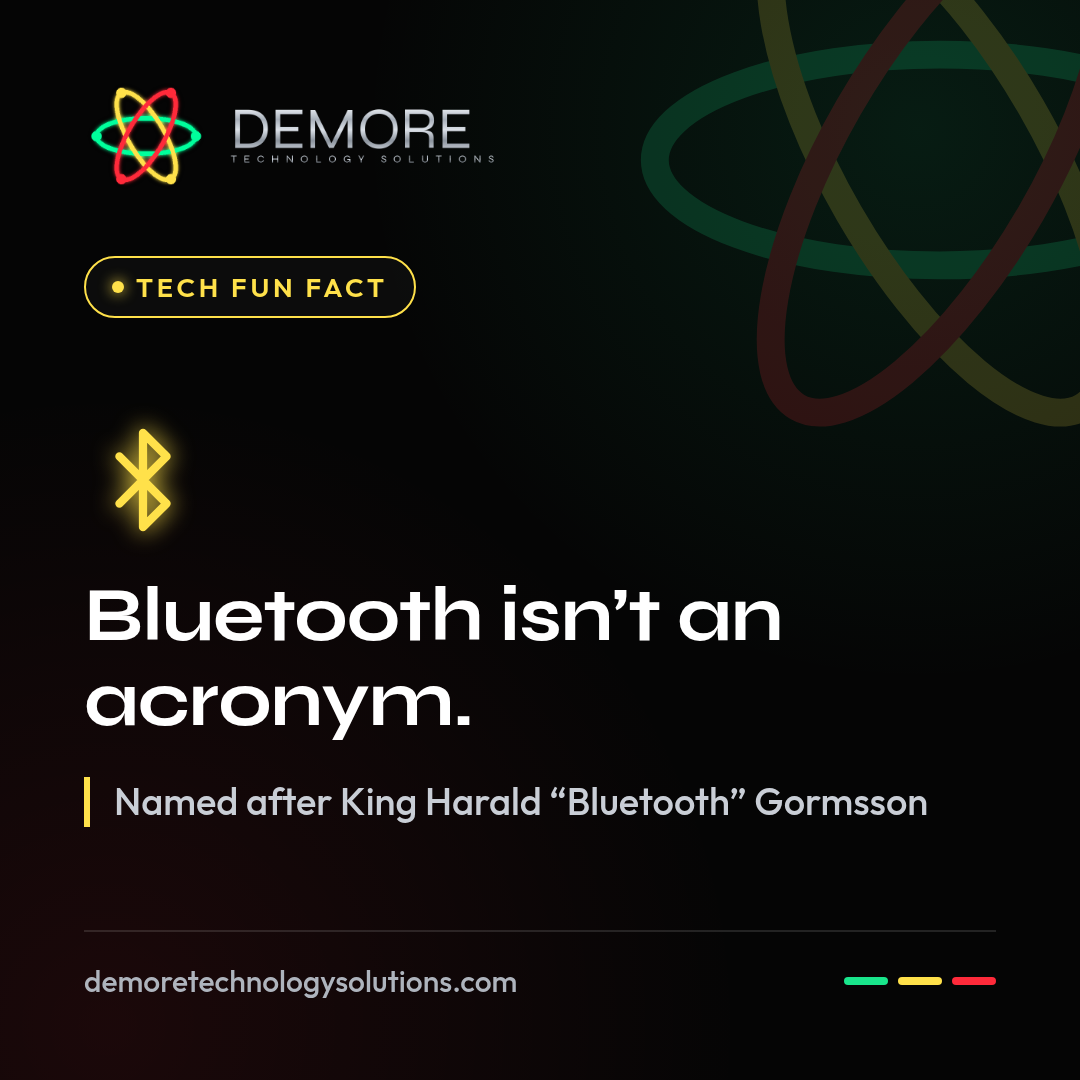 DEMORE
TECHNOLOGY SOLUTIONS
TECH FUN FACT
Bluetooth isn’t an
acronym.
Named after King Harald “Bluetooth” Gormsson
demoretechnologysolutions.com